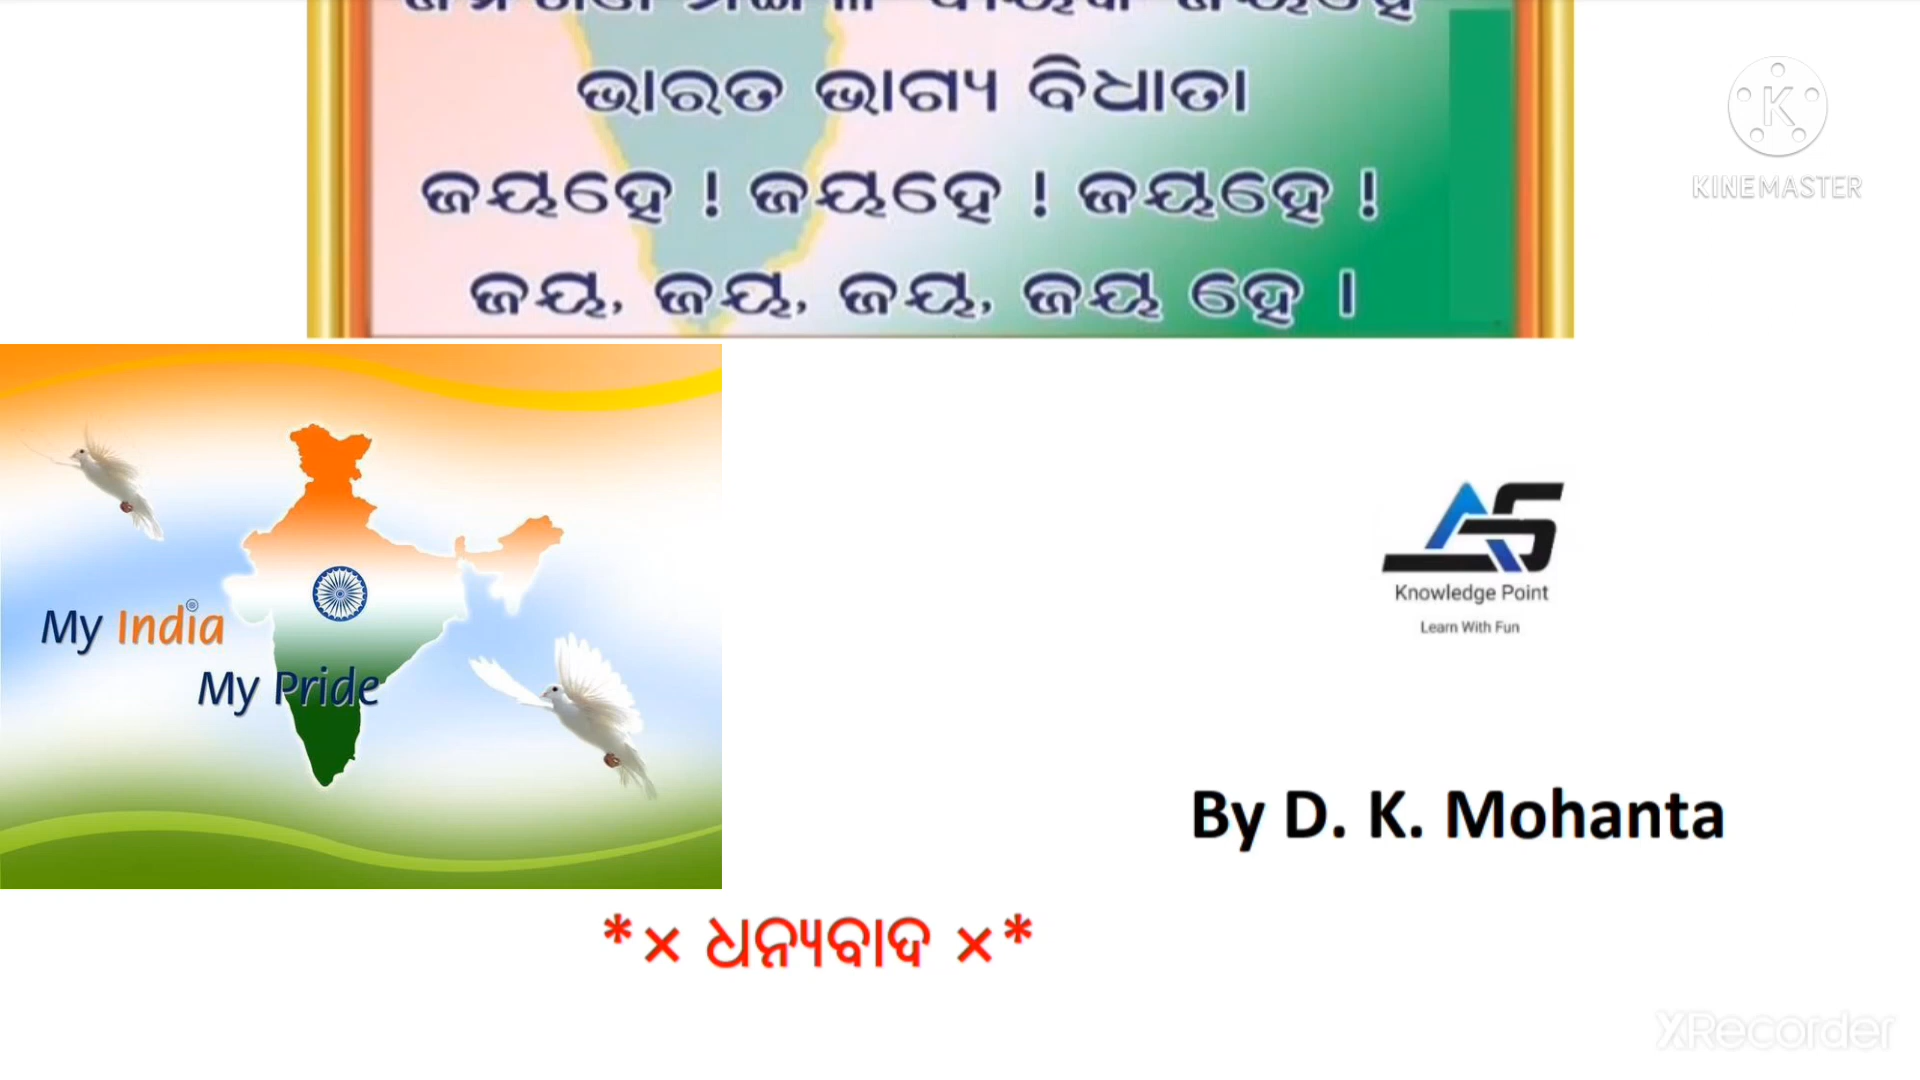 ଭାରତ ଭାଗ୍ୟ ବିଧାତା
ଜୟହେ ! ଜୟହେ ! ଜୟହେ !
ଜୟ, ଜୟ, ଜୟ, ଜୟ ହେ ।
KINEMASTER
My India
My Pride
AS
Knowledge Point
Learn With Fun
By D. K. Mohanta
*× ଧନ୍ୟବାଦ ×*
XRecorder